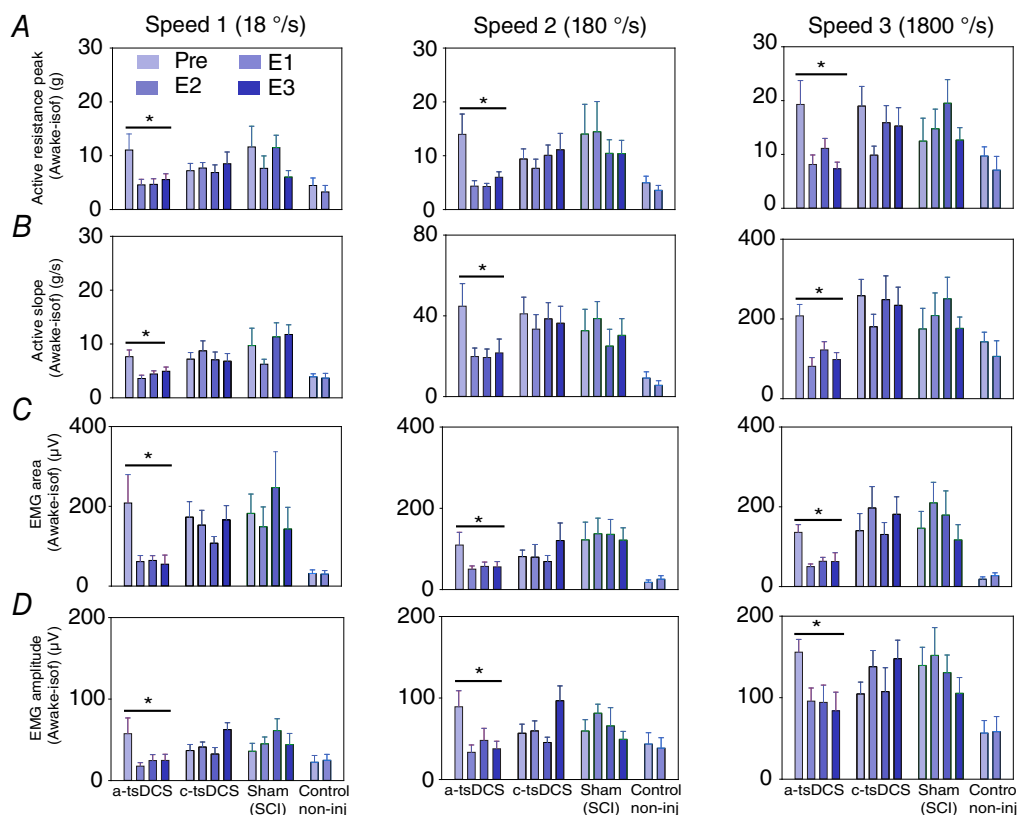 A
Speed 1 (18 °/s)
Speed 2 (180 °/s)
Speed 3 (1800 °/s)
Active resistance peak
(Awake-isof) (g)
30
20
10
0
Pre
E1
E2
E3
*
30
20
10
0
*
30
20
10
0
*
B
Active slope
(Awake-isof) (g/s)
30
20
10
0
*
80
40
0
*
400
200
0
*
C
EMG area
(Awake-isof) (µV)
400
200
0
*
400
200
0
*
400
200
0
*
D
EMG amplitude
(Awake-isof) (µV)
200
100
0
*
200
100
0
*
200
100
0
*
a-tsDCS
c-tsDCS
Sham
(SCI)
Control
non-inj
a-tsDCS
c-tsDCS
Sham
(SCI)
Control
non-inj
a-tsDCS
c-tsDCS
Sham
(SCI)
Control
non-inj